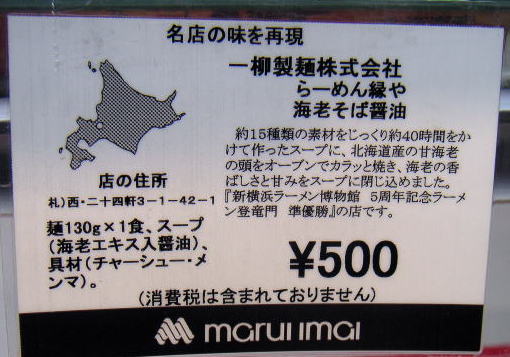 名店の味を再現
一柳製麺株式会社
らーめん縁や
海老そば醤油
約15種類の素材をじっくり約40時間をか
けて作ったスープに、北海道産の甘海老
の頭をオーブンでカラッと焼き、海老の香
ばしさと甘みをスープに閉じ込めました。
『新横浜ラーメン博物館　5周年記念ラーメ
ン登竜門　準優勝』の店です。
店の住所
札)西・二十四軒3-1-42-1
麺130g×1食、スープ
(海老エキス入醤油)、
具材(チャーシュー・メ
ンマ)。
¥500
(消費税は含まれておりません)
marui imai